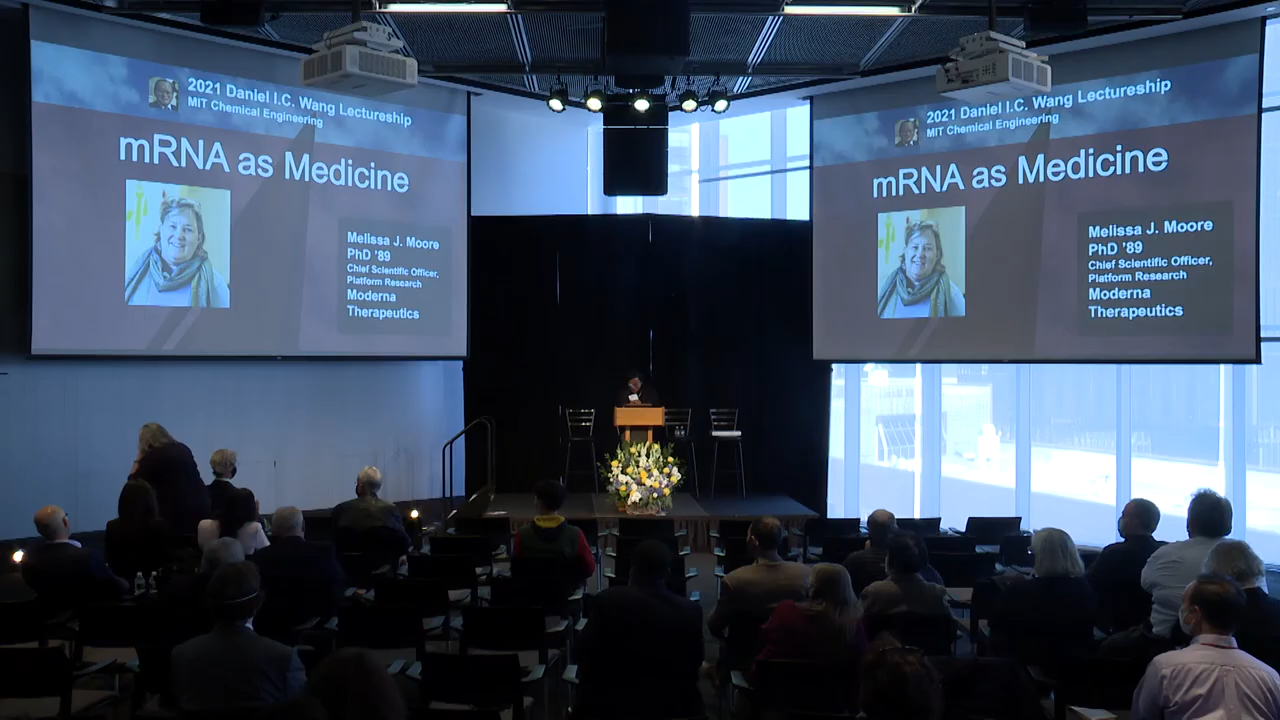 2021 Daniel I.C. Wang Lectureship
MIT Chemical Engineering
mRNA as Medicine
Melissa J. Moore
PhD '89
Chief Scientific Officer,
Platform Research
Moderna
Therapeutics
2021 Daniel I.C. Wang Lectureship
MIT Chemical Engineering
mRNA as Medicine
Melissa J. Moore
PhD '89
Chief Scientific Officer,
Platform Research
Moderna
Therapeutics